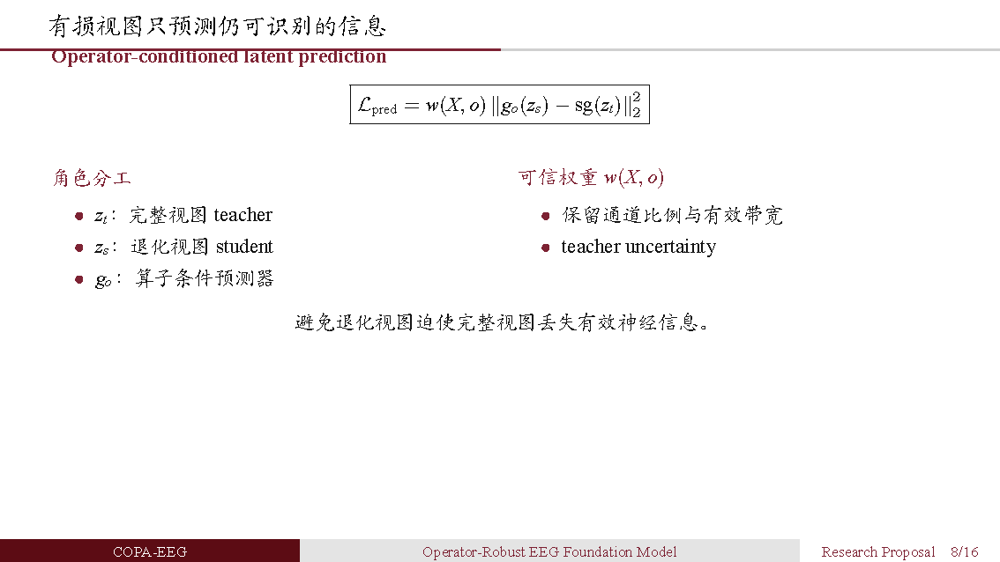 有损视图只预测仍可识别的信息
Operator-conditioned latent prediction
$\mathcal{L}_{\text{pred}} = w(X, o) \, \| g_o(z_s) - \text{sg}(z_t) \|_2^2$
角色分工
• $z_t$：完整视图 teacher
• $z_s$：退化视图 student
• $g_o$：算子条件预测器
可信权重 $w(X, o)$
• 保留通道比例与有效带宽
• teacher uncertainty
避免退化视图迫使完整视图丢失有效神经信息。
COPA-EEG
Operator-Robust EEG Foundation Model
Research Proposal 8/16